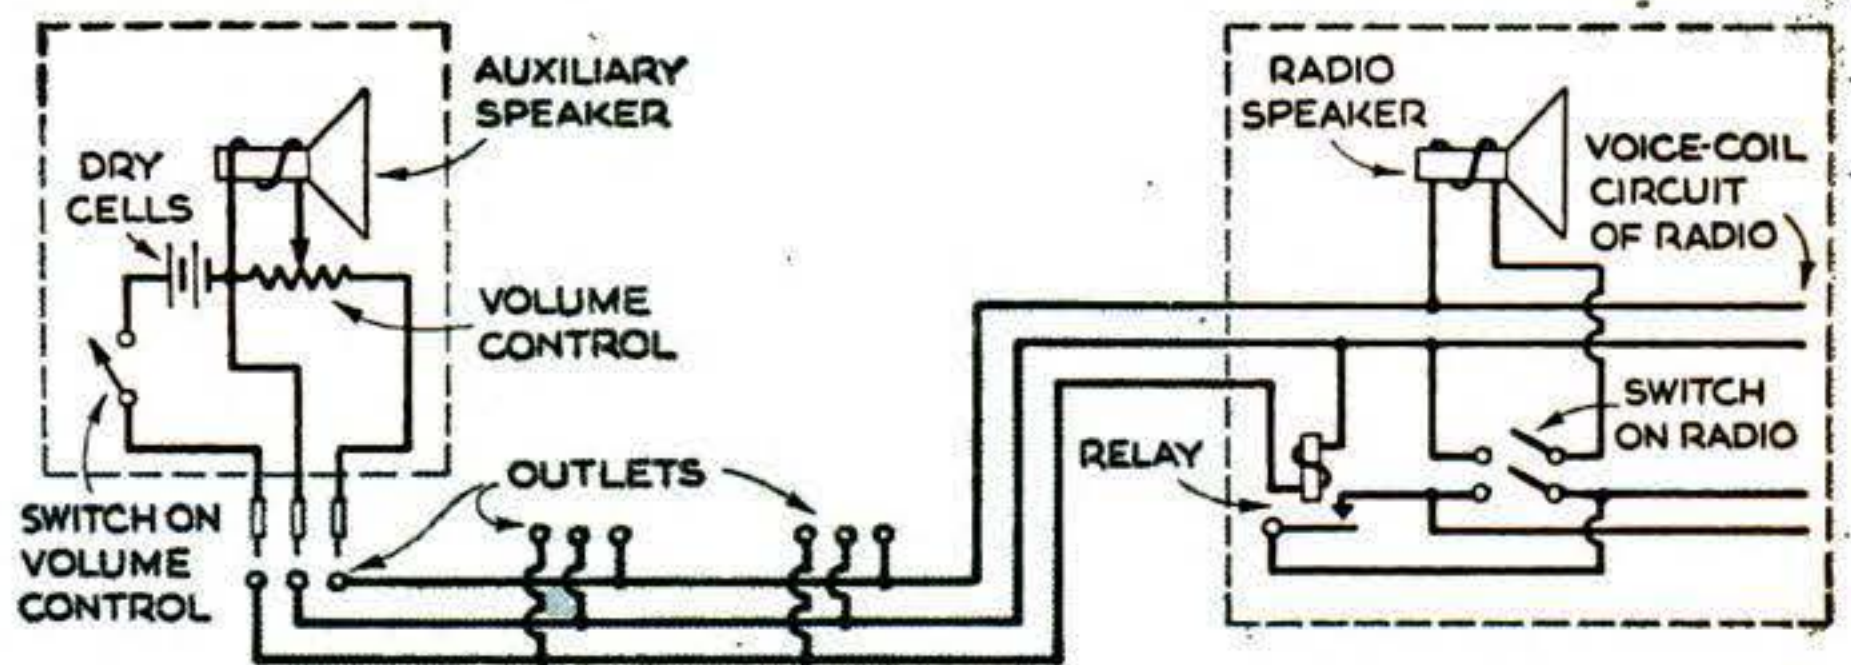 AUXILIARY
SPEAKER
DRY
CELLS
VOLUME
CONTROL
SWITCH ON
VOLUME
CONTROL
OUTLETS
RADIO
SPEAKER
VOICE-COIL
CIRCUIT
OF RADIO
SWITCH
ON RADIO
RELAY